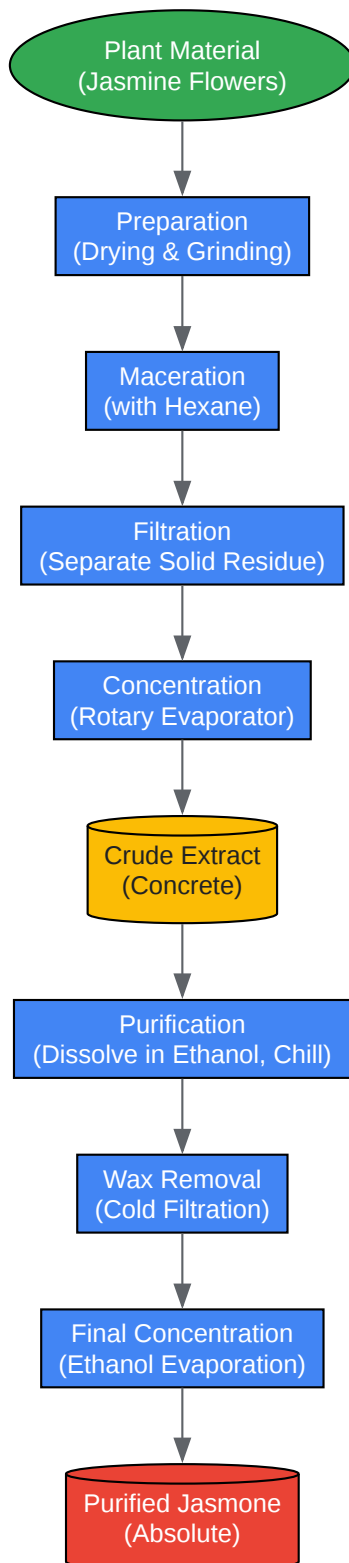 Plant Material
(Jasmine Flowers)
Preparation
(Drying & Grinding)
Maceration
(with Hexane)
Filtration
(Separate Solid Residue)
Concentration
(Rotary Evaporator)
Crude Extract
(Concrete)
Purification
(Dissolve in Ethanol, Chill)
Wax Removal
(Cold Filtration)
Final Concentration
(Ethanol Evaporation)
Purified Jasmone
(Absolute)